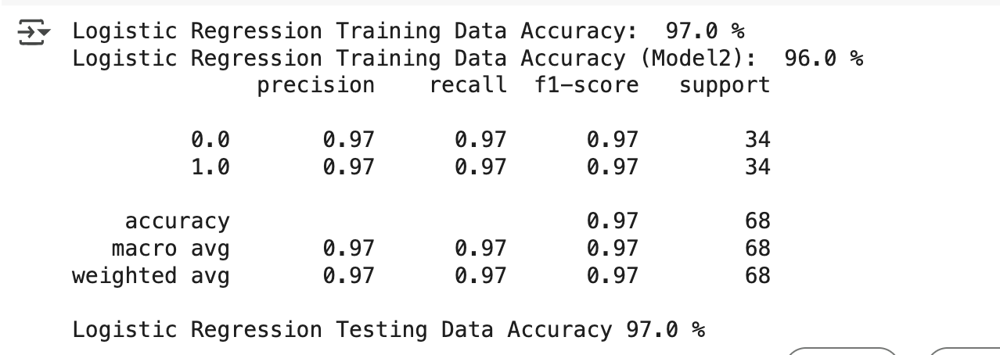 Logistic Regression Training Data Accuracy:  97.0 %
Logistic Regression Training Data Accuracy (Model2):  96.0 %
              precision    recall  f1-score   support
         0.0       0.97      0.97      0.97        34
         1.0       0.97      0.97      0.97        34
    accuracy                           0.97        68
   macro avg       0.97      0.97      0.97        68
weighted avg       0.97      0.97      0.97        68
Logistic Regression Testing Data Accuracy 97.0 %